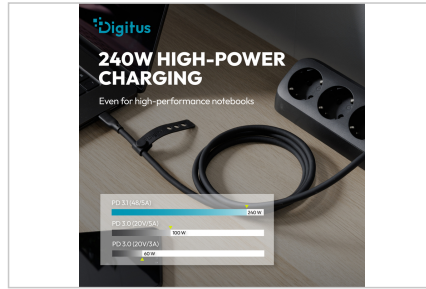 Digitus
240W HIGH-POWER
CHARGING
Even for high-performance notebooks
PD 3.1 (48/5A)
240 W
PD 3.0 (20V/5A)
100 W
PD 3.0 (20V/3A)
60 W